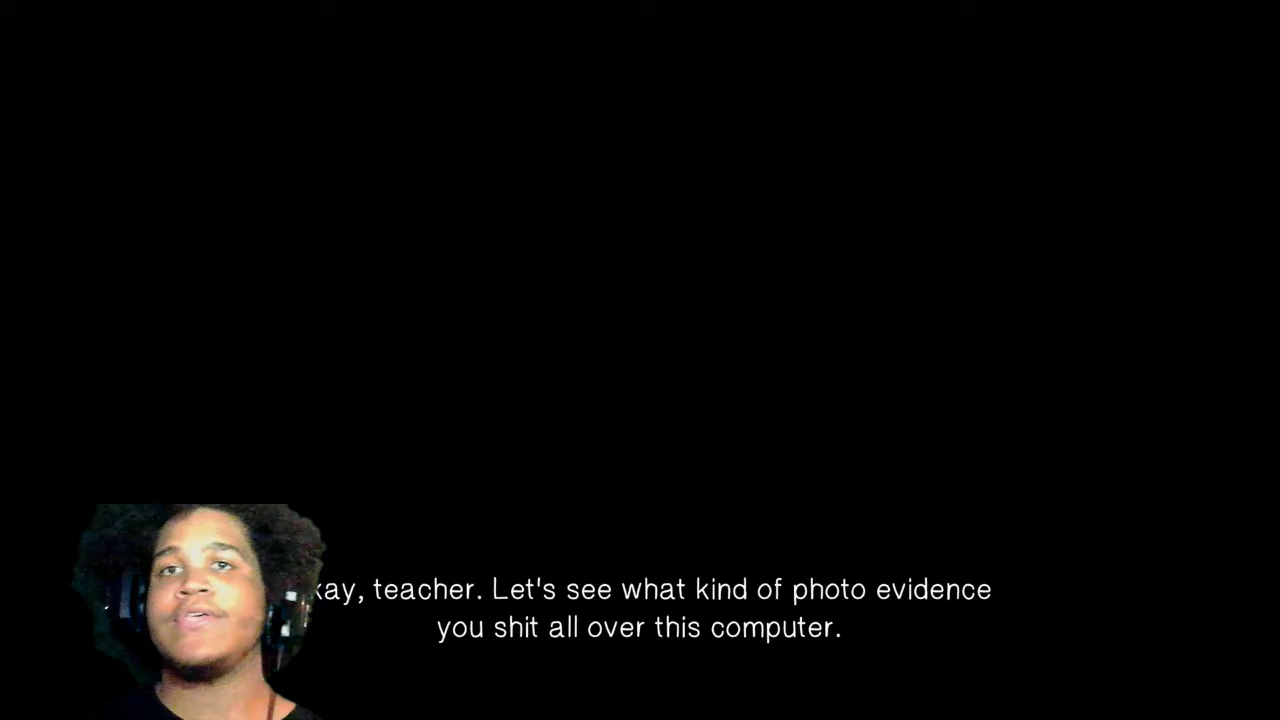 kay, teacher. Let's see what kind of photo evidence
you shit all over this computer.